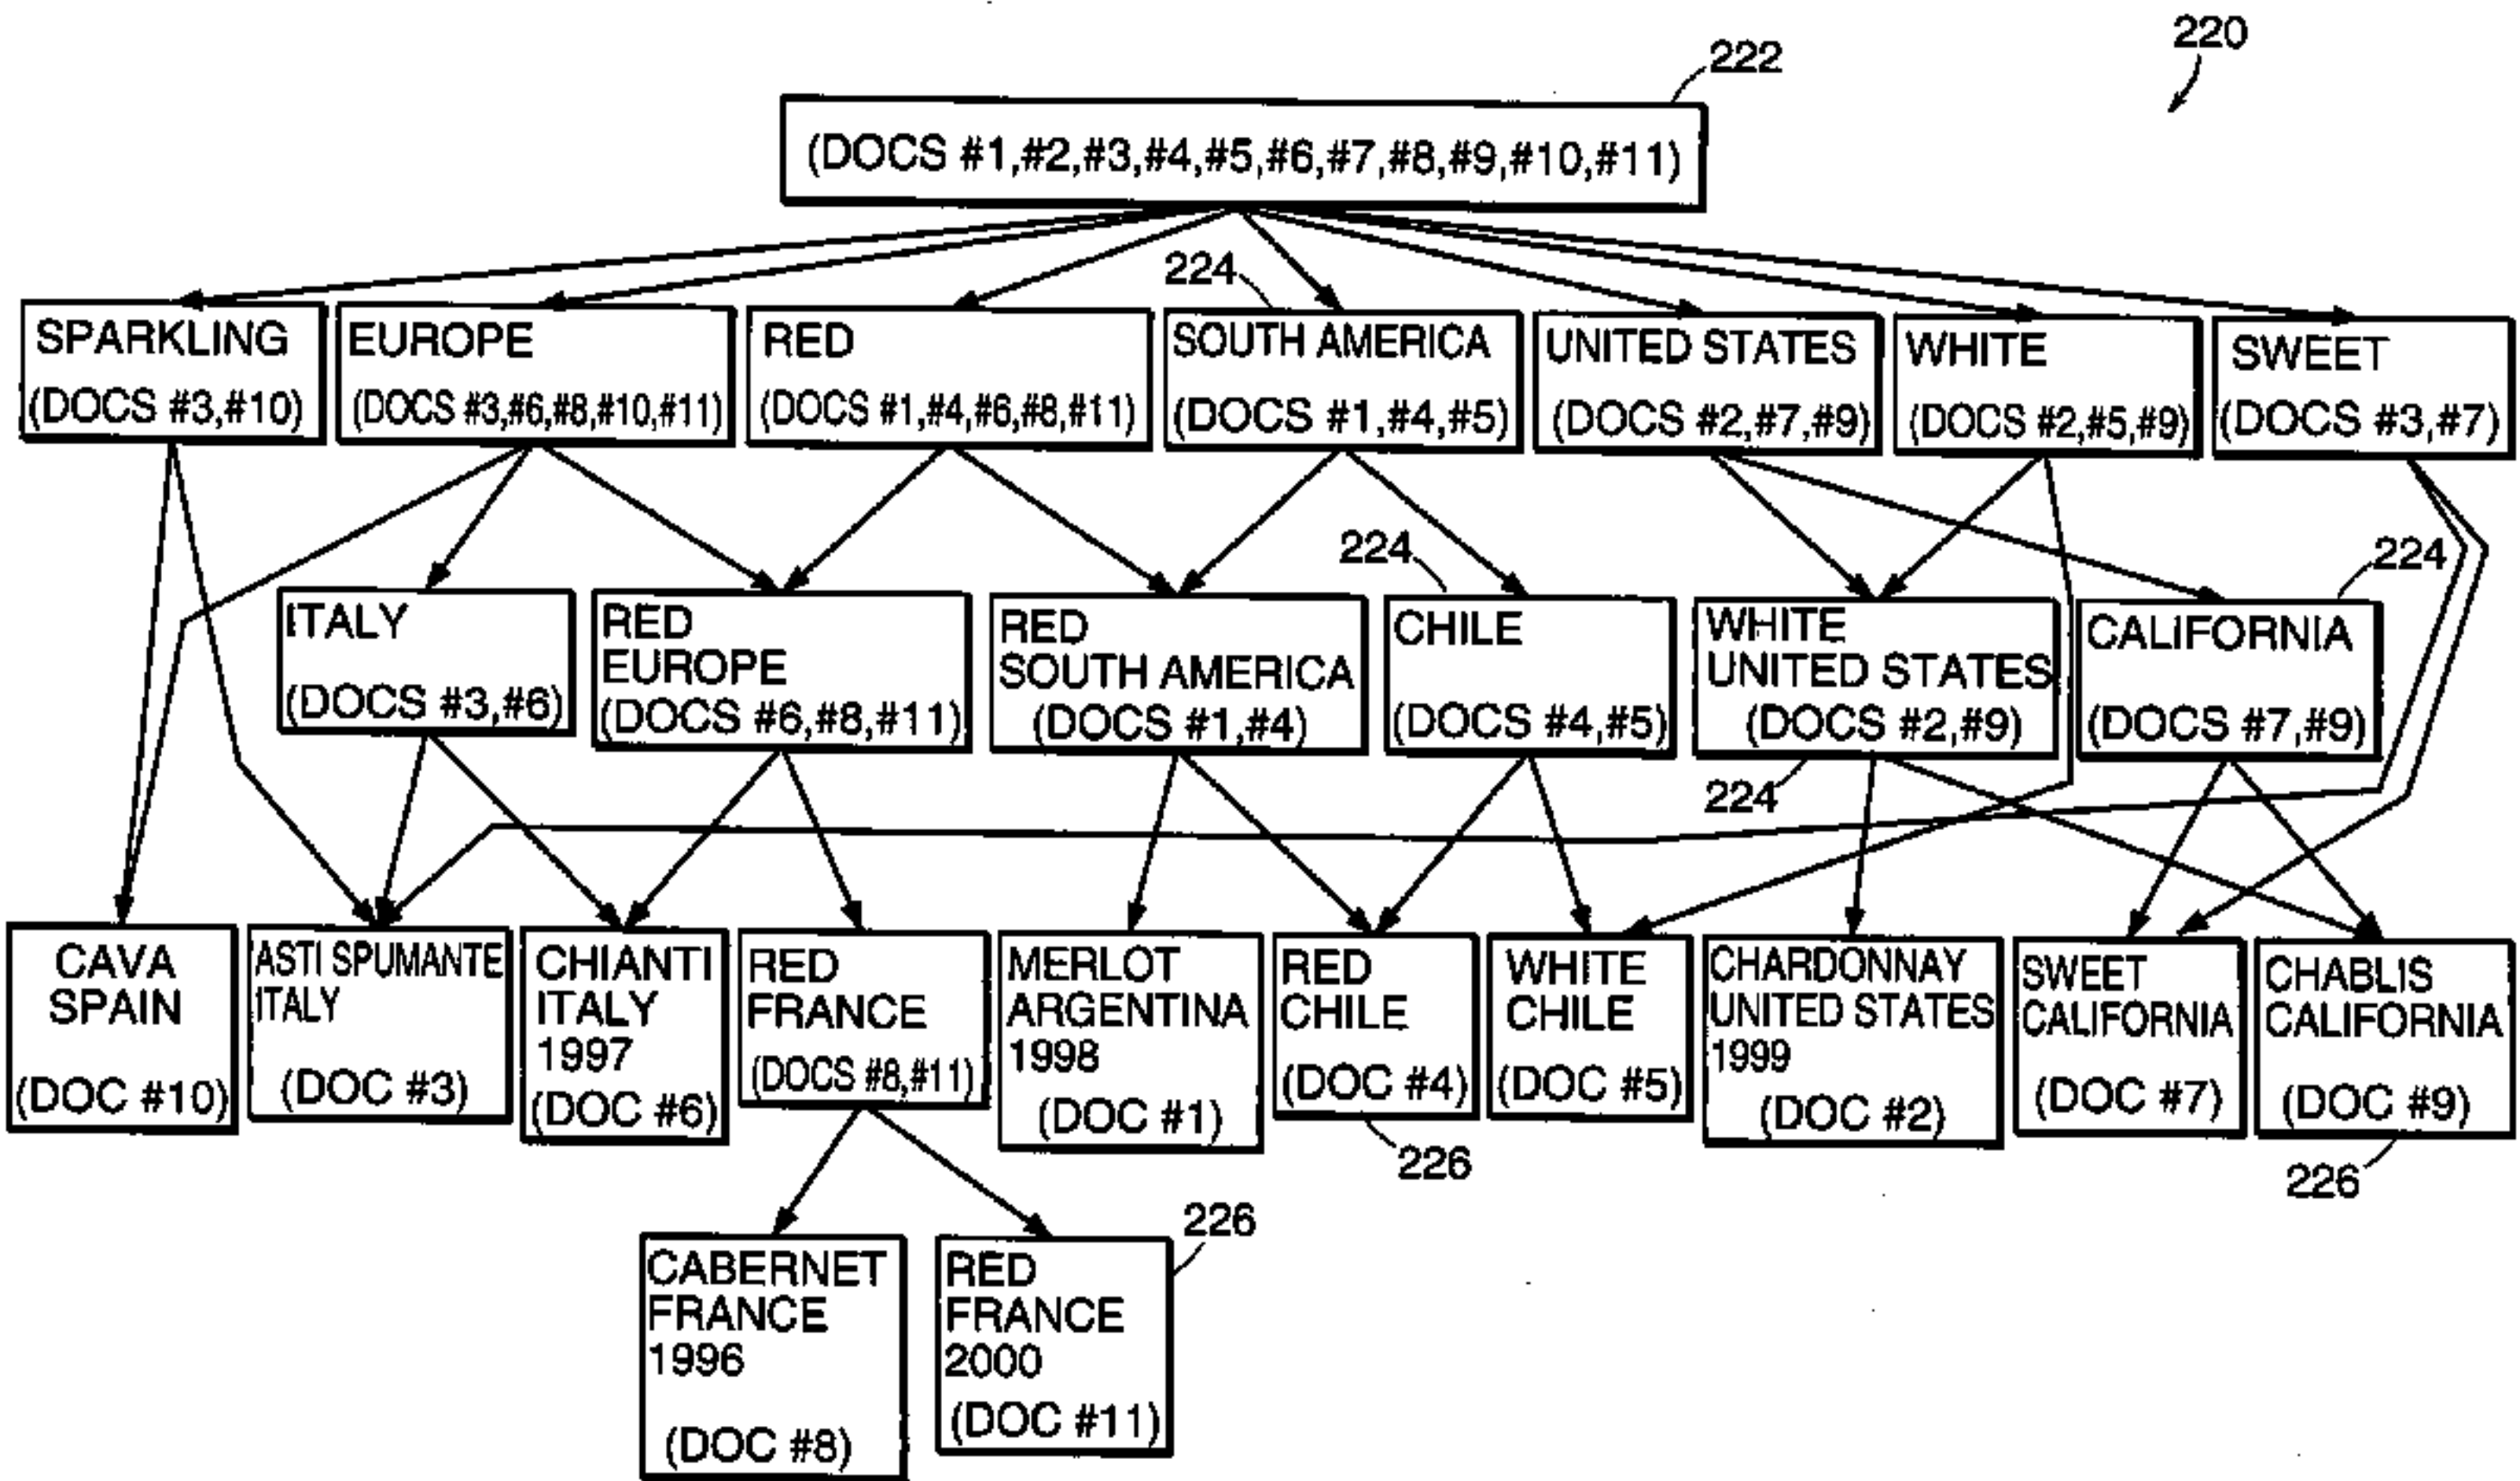 220
222
(DOCS #1,#2,#3,#4,#5,#6,#7,#8,#9,#10,#11)
224
SPARKLING
(DOCS #3,#10)
EUROPE
(DOCS #3,#6,#8,#10,#11)
RED
(DOCS #1,#4,#6,#8,#11)
SOUTH AMERICA
(DOCS #1,#4,#5)
UNITED STATES
(DOCS #2,#7,#9)
WHITE
(DOCS #2,#5,#9)
SWEET
(DOCS #3,#7)
224
224
ITALY
(DOCS #3,#6)
RED
EUROPE
(DOCS #6,#8,#11)
RED
SOUTH AMERICA
(DOCS #1,#4)
CHILE
(DOCS #4,#5)
WHITE
UNITED STATES
(DOCS #2,#9)
CALIFORNIA
(DOCS #7,#9)
224
CAVA
SPAIN
(DOC #10)
ASTI SPUMANTE
ITALY
(DOC #3)
CHIANTI
ITALY
1997
(DOC #6)
RED
FRANCE
(DOCS #8,#11)
MERLOT
ARGENTINA
1998
(DOC #1)
RED
CHILE
(DOC #4)
WHITE
CHILE
(DOC #5)
CHARDONNAY
UNITED STATES
1999
(DOC #2)
SWEET
CALIFORNIA
(DOC #7)
CHABLIS
CALIFORNIA
(DOC #9)
226
226
226
CABERNET
FRANCE
1996
(DOC #8)
RED
FRANCE
2000
(DOC #11)